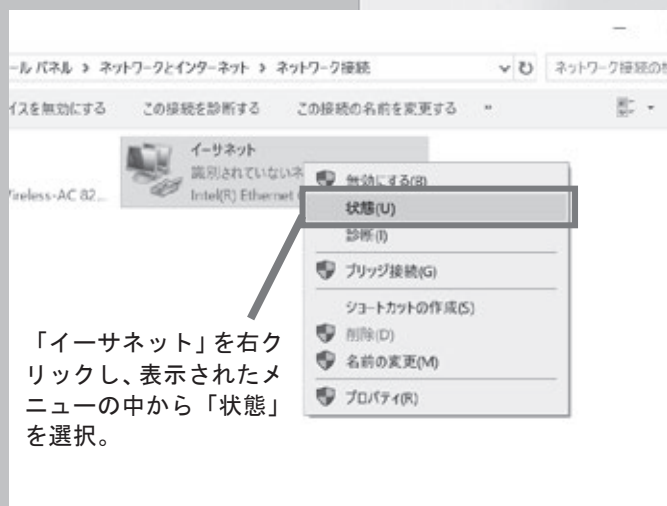 ール パネル › ネットワークとインターネット › ネットワーク接続
ネットワーク接続の
イスを無効にする この接続を診断する この接続の名前を変更する »
イーサネット
識別されていないネ
Wireless-AC 82...
Intel(R) Ethernet
無効にする(B)
状態(U)
診断(I)
ブリッジ接続(G)
ショートカットの作成(S)
削除(D)
名前の変更(M)
プロパティ(R)
「イーサネット」を右ク
リックし、表示されたメ
ニューの中から「状態」
を選択。